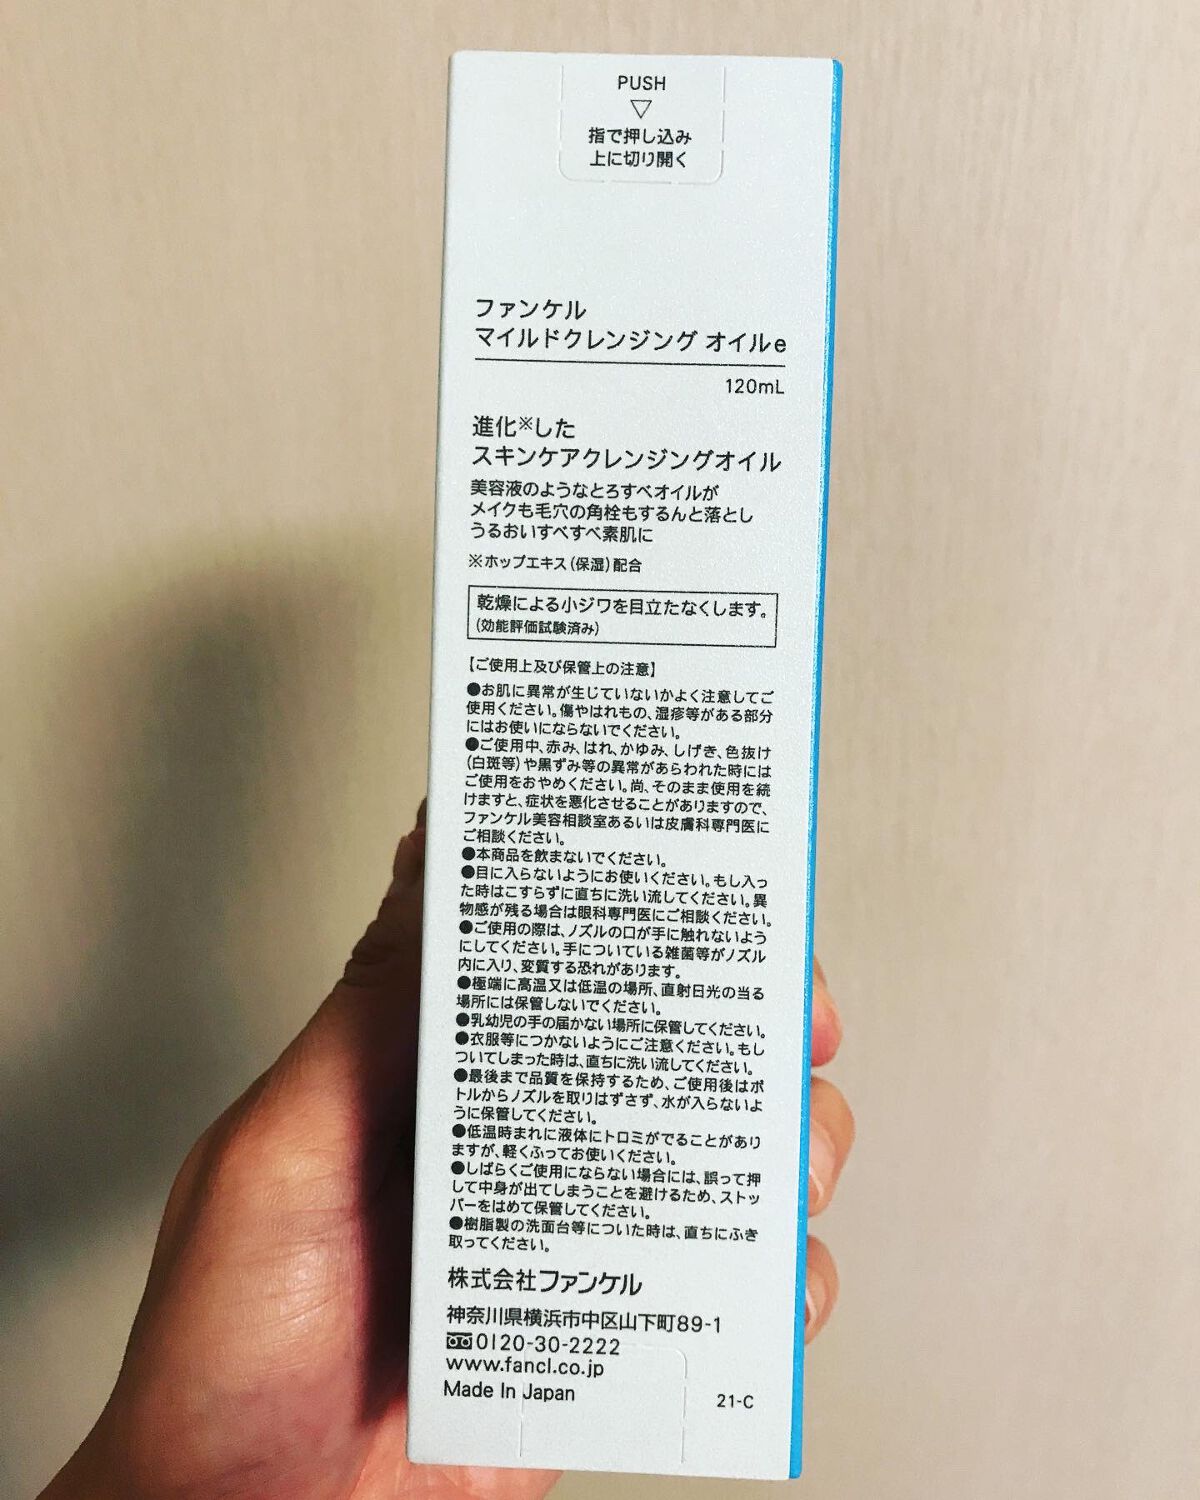 PUSH
▽
指で押し込み
上に切り開く
ファンケル
マイルドクレンジング オイルe
120mL
進化※した
スキンケアクレンジングオイル
美容液のようなとろすべオイルが
メイクも毛穴の角栓もするんと落とし
うるおいすべすべ素肌に
※ホップエキス(保湿)配合
乾燥による小ジワを目立たなくします。
(効能評価試験済み)
【ご使用上及び保管上の注意】
●お肌に異常が生じていないかよく注意してご
使用ください。傷やはれもの、湿疹等がある部分
にはお使いにならないでください。
●ご使用中、赤み、はれ、かゆみ、しげき、色抜け
(白斑等)や黒ずみ等の異常があらわれた時には
ご使用をおやめください。尚、そのまま使用を続
けますと、症状を悪化させることがありますので、
ファンケル美容相談室あるいは皮膚科専門医に
ご相談ください。
●本商品を飲まないでください。
●目に入らないようにお使いください。もし入っ
た時はこすらずに直ちに洗い流してください。異
物感が残る場合は眼科専門医にご相談ください。
●ご使用の際は、ノズルの口が手に触れないよう
にしてください。手についている雑菌等がノズル
内に入り、変質する恐れがあります。
●極端に高温又は低温の場所、直射日光の当る
場所には保管しないでください。
●乳幼児の手の届かない場所に保管してください。
●衣服等につかないようにご注意ください。もし
ついてしまった時は、直ちに洗い流してください。
●最後まで品質を保持するため、ご使用後はボ
トルからノズルを取りはずさず、水が入らないよ
うに保管してください。
●低温時まれに液体にトロミがでることがあり
ますが、軽くふってお使いください。
●しばらくご使用にならない場合には、誤って押
して中身が出てしまうことを避けるため、ストッ
パーをはめて保管してください。
●樹脂製の洗面台等についた時は、直ちにふき
取ってください。
株式会社ファンケル
神奈川県横浜市中区山下町89-1
0120-30-2222
www.fancl.co.jp
Made In Japan
21-C